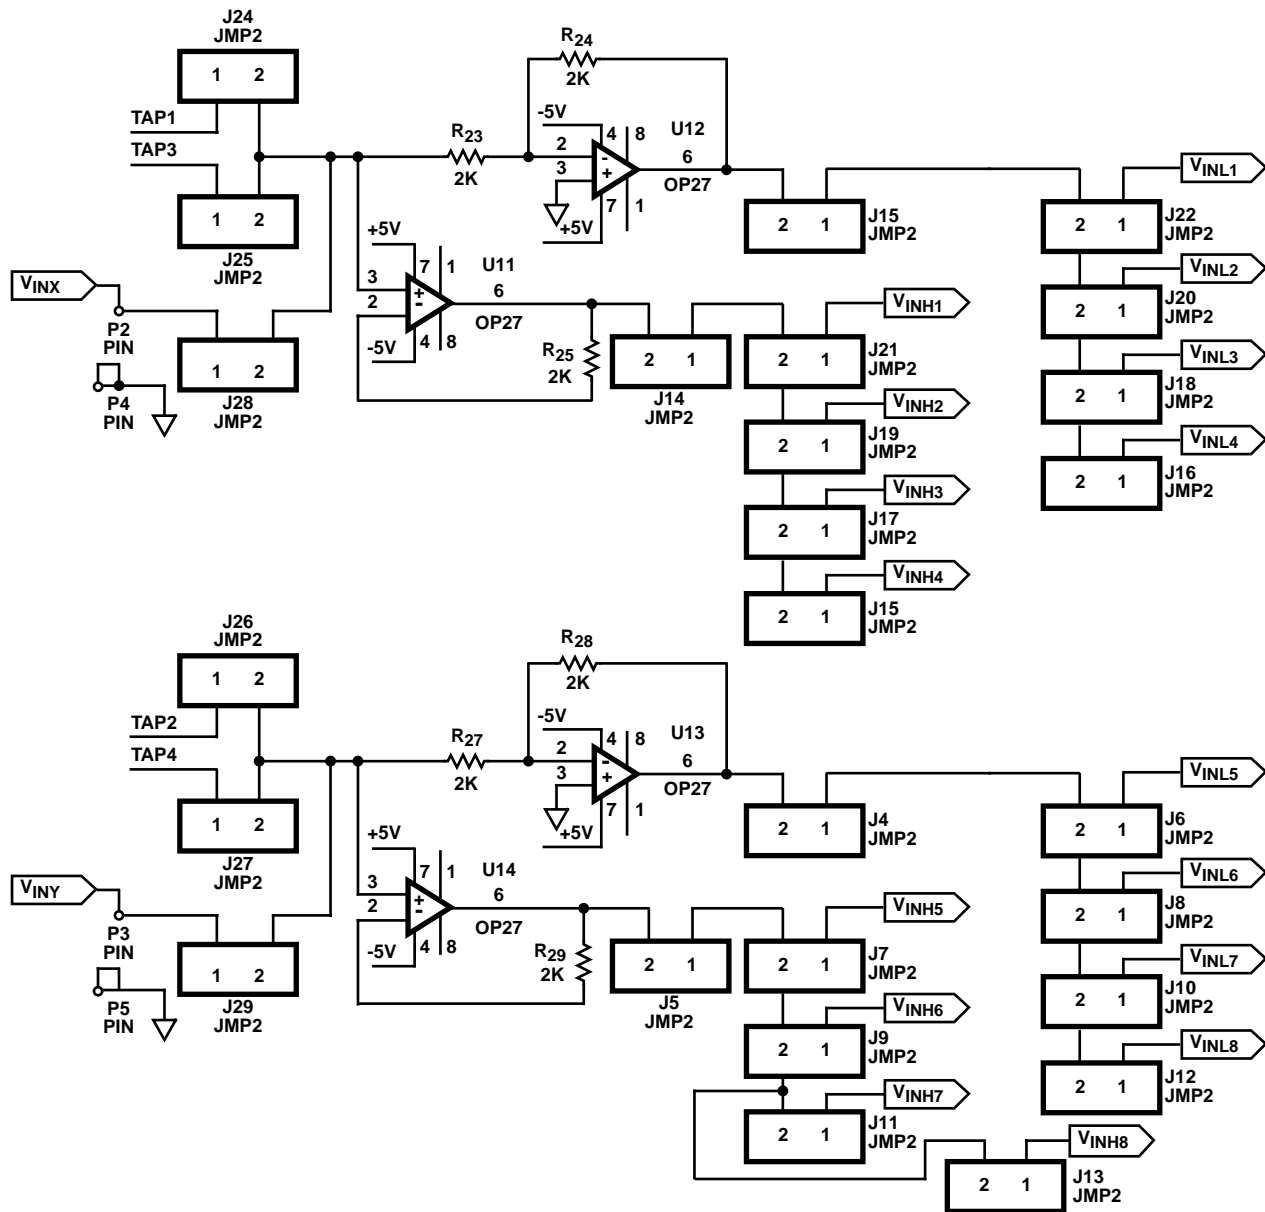 J24
JMP2
1 2
TAP1
TAP3
1 2
J25
JMP2
VINX
P2
PIN
P4
PIN
1 2
J28
JMP2
R23
2K
R24
2K
-5V
2
3
4 8
U12
6
OP27
7 1
+5V
+5V
3
2
7 1
U11
6
OP27
-5V
4 8
R25
2K
2 1
J14
JMP2
2 1
J15
JMP2
VINH1
2 1
J21
JMP2
VINH2
2 1
J19
JMP2
VINH3
2 1
J17
JMP2
VINH4
2 1
J15
JMP2
VINL1
2 1
J22
JMP2
VINL2
2 1
J20
JMP2
VINL3
2 1
J18
JMP2
VINL4
2 1
J16
JMP2
J26
JMP2
1 2
TAP2
TAP4
1 2
J27
JMP2
VINY
P3
PIN
P5
PIN
1 2
J29
JMP2
R27
2K
R28
2K
-5V
2
3
4 8
U13
6
OP27
7 1
+5V
+5V
3
2
7 1
U14
6
OP27
-5V
4 8
R29
2K
2 1
J5
JMP2
2 1
J4
JMP2
VINH5
2 1
J7
JMP2
VINH6
2 1
J9
JMP2
VINH7
2 1
J11
JMP2
VINH8
2 1
J13
JMP2
VINL5
2 1
J6
JMP2
VINL6
2 1
J8
JMP2
VINL7
2 1
J10
JMP2
VINL8
2 1
J12
JMP2